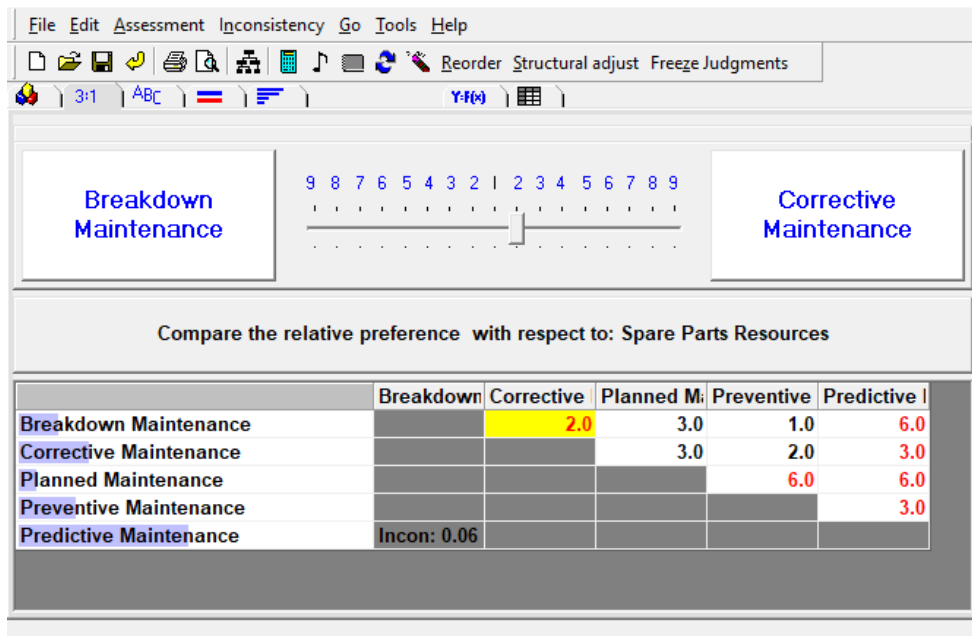 File Edit Assessment Inconsistency Go Tools Help
Reorder Structural adjust Freeze Judgments
3:1 ABC Y=F(x)
9 8 7 6 5 4 3 2 1 2 3 4 5 6 7 8 9
Breakdown
Maintenance
Corrective
Maintenance
Compare the relative preference with respect to: Spare Parts Resources
Breakdown Corrective Planned Ma Preventive Predictive
Breakdown Maintenance 2.0 3.0 1.0 6.0
Corrective Maintenance 3.0 2.0 3.0
Planned Maintenance 6.0 6.0
Preventive Maintenance 3.0
Predictive Maintenance Incon: 0.06